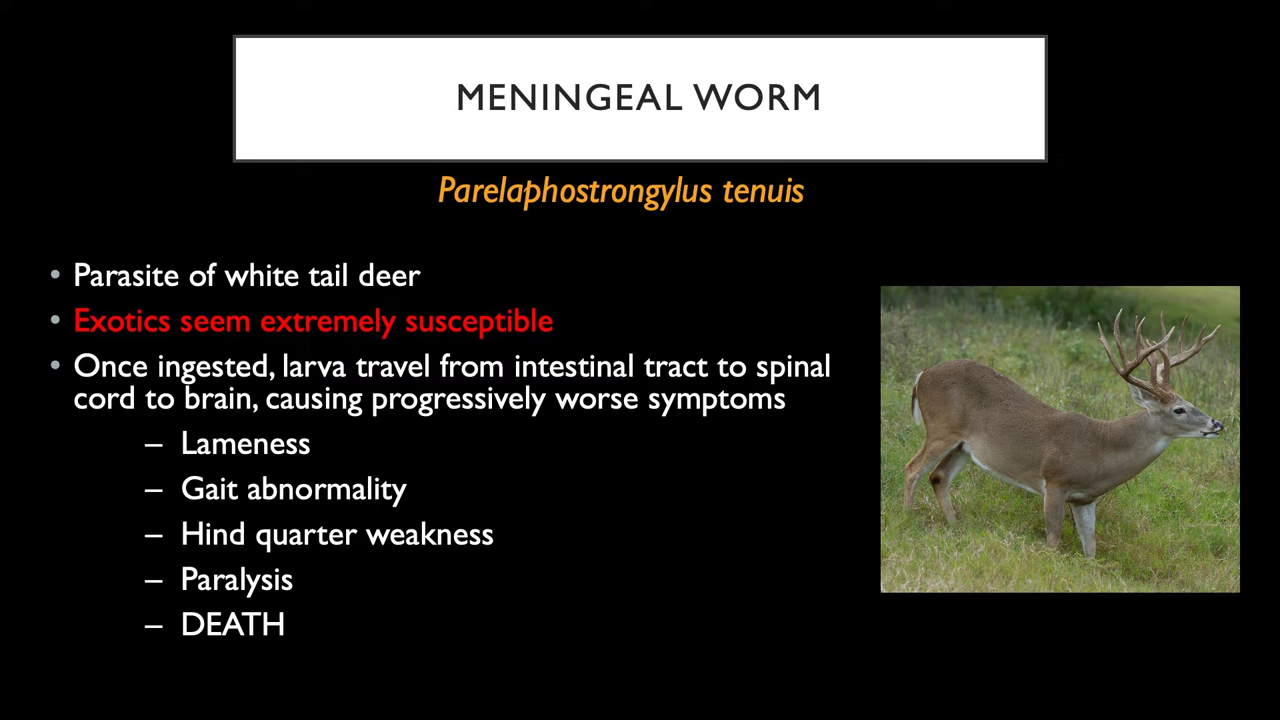 MENINGEAL WORM
Parelaphostrongylus tenuis
• Parasite of white tail deer
• Exotics seem extremely susceptible
• Once ingested, larva travel from intestinal tract to spinal
cord to brain, causing progressively worse symptoms
– Lameness
– Gait abnormality
– Hind quarter weakness
– Paralysis
– DEATH